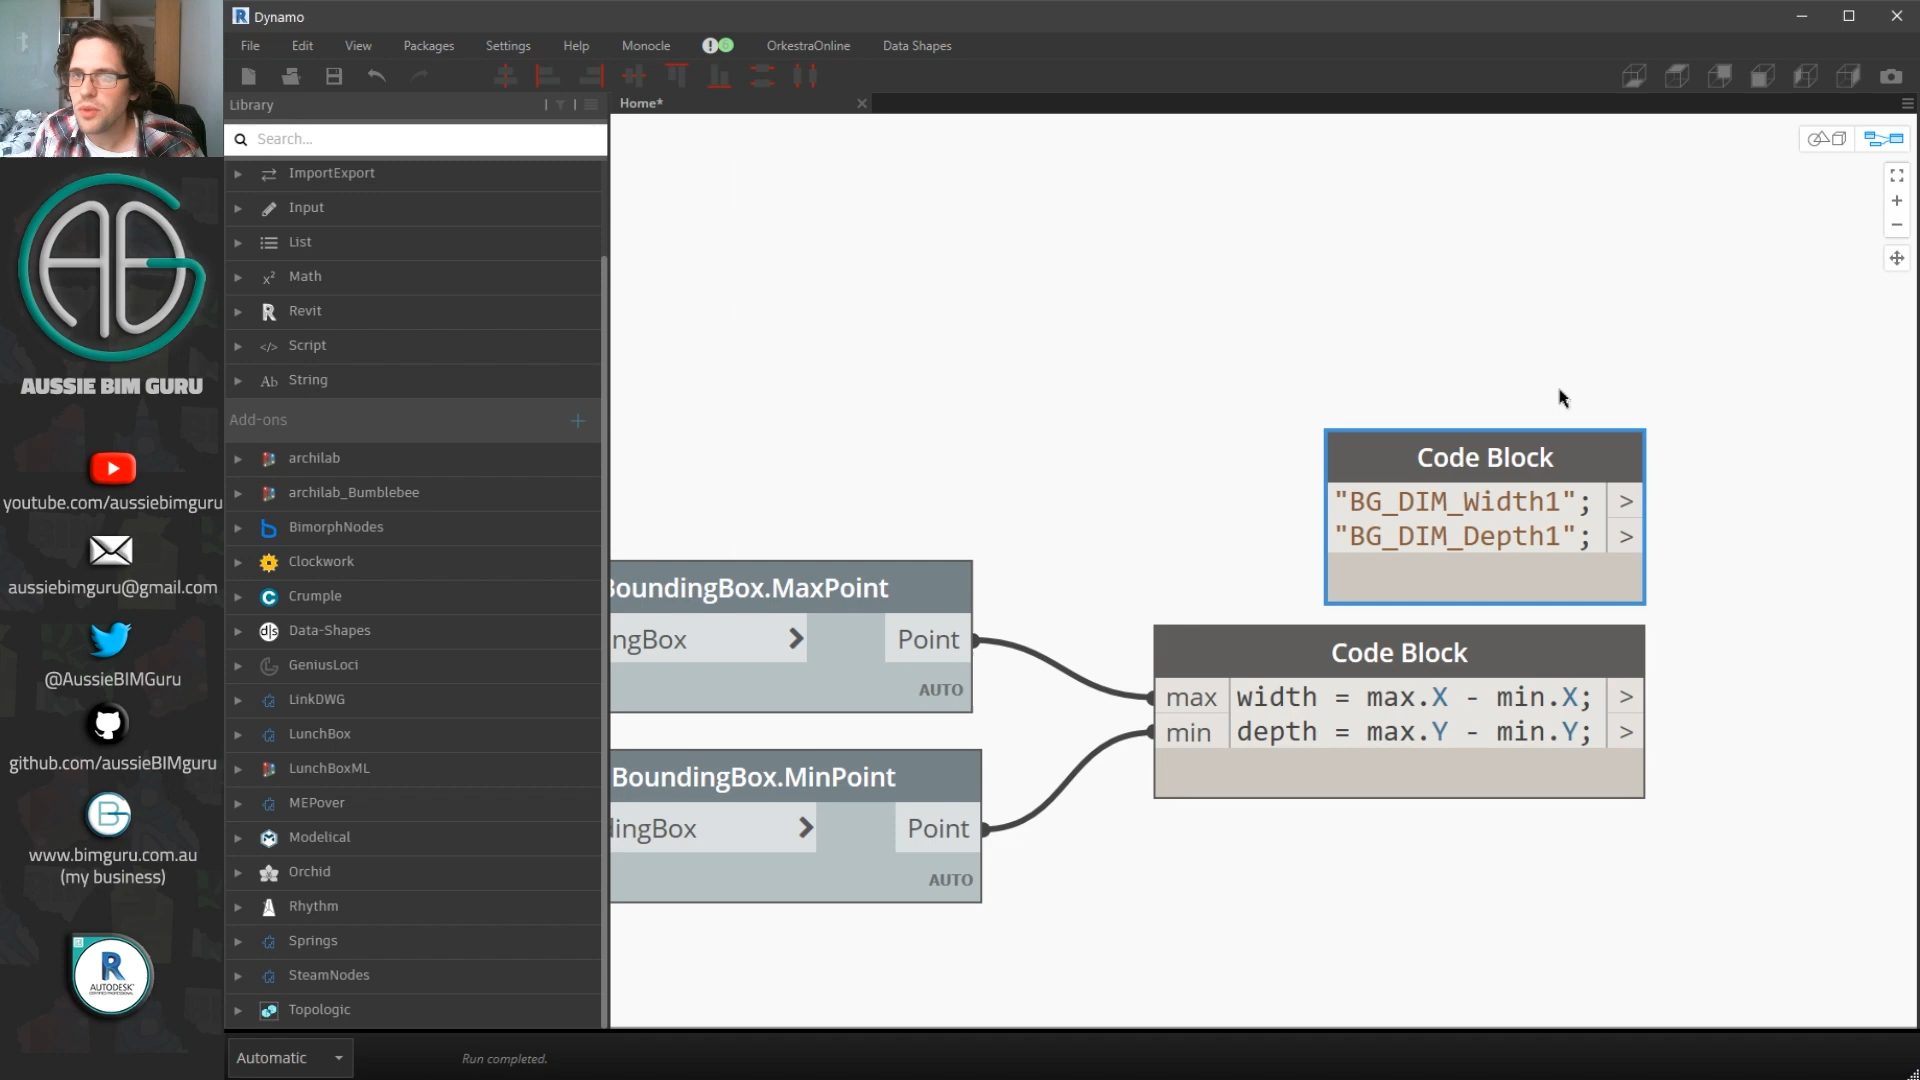 Dynamo
File Edit View Packages Settings Help Monocle OrkestraOnline Data Shapes
Library
Home*
Search...
ImportExport
Input
List
Math
Revit
Script
String
Add-ons
archilab
archilab_Bumblebee
BimorphNodes
Clockwork
Crumple
Data-Shapes
GeniusLoci
LinkDWG
LunchBox
LunchBoxML
MEPover
Modelical
Orchid
Rhythm
Springs
SteamNodes
Topologic
Automatic
Run completed.
AUSSIE BIM GURU
youtube.com/aussiebimguru
aussiebimguru@gmail.com
@AussieBIMGuru
github.com/aussieBIMguru
www.bimguru.com.au
(my business)
R
AUTODESK
BoundingBox.MaxPoint
ngBox > Point
AUTO
BoundingBox.MinPoint
dingBox > Point
AUTO
Code Block
"BG_DIM_Width1"; >
"BG_DIM_Depth1"; >
Code Block
max width = max.X - min.X; >
min depth = max.Y - min.Y; >